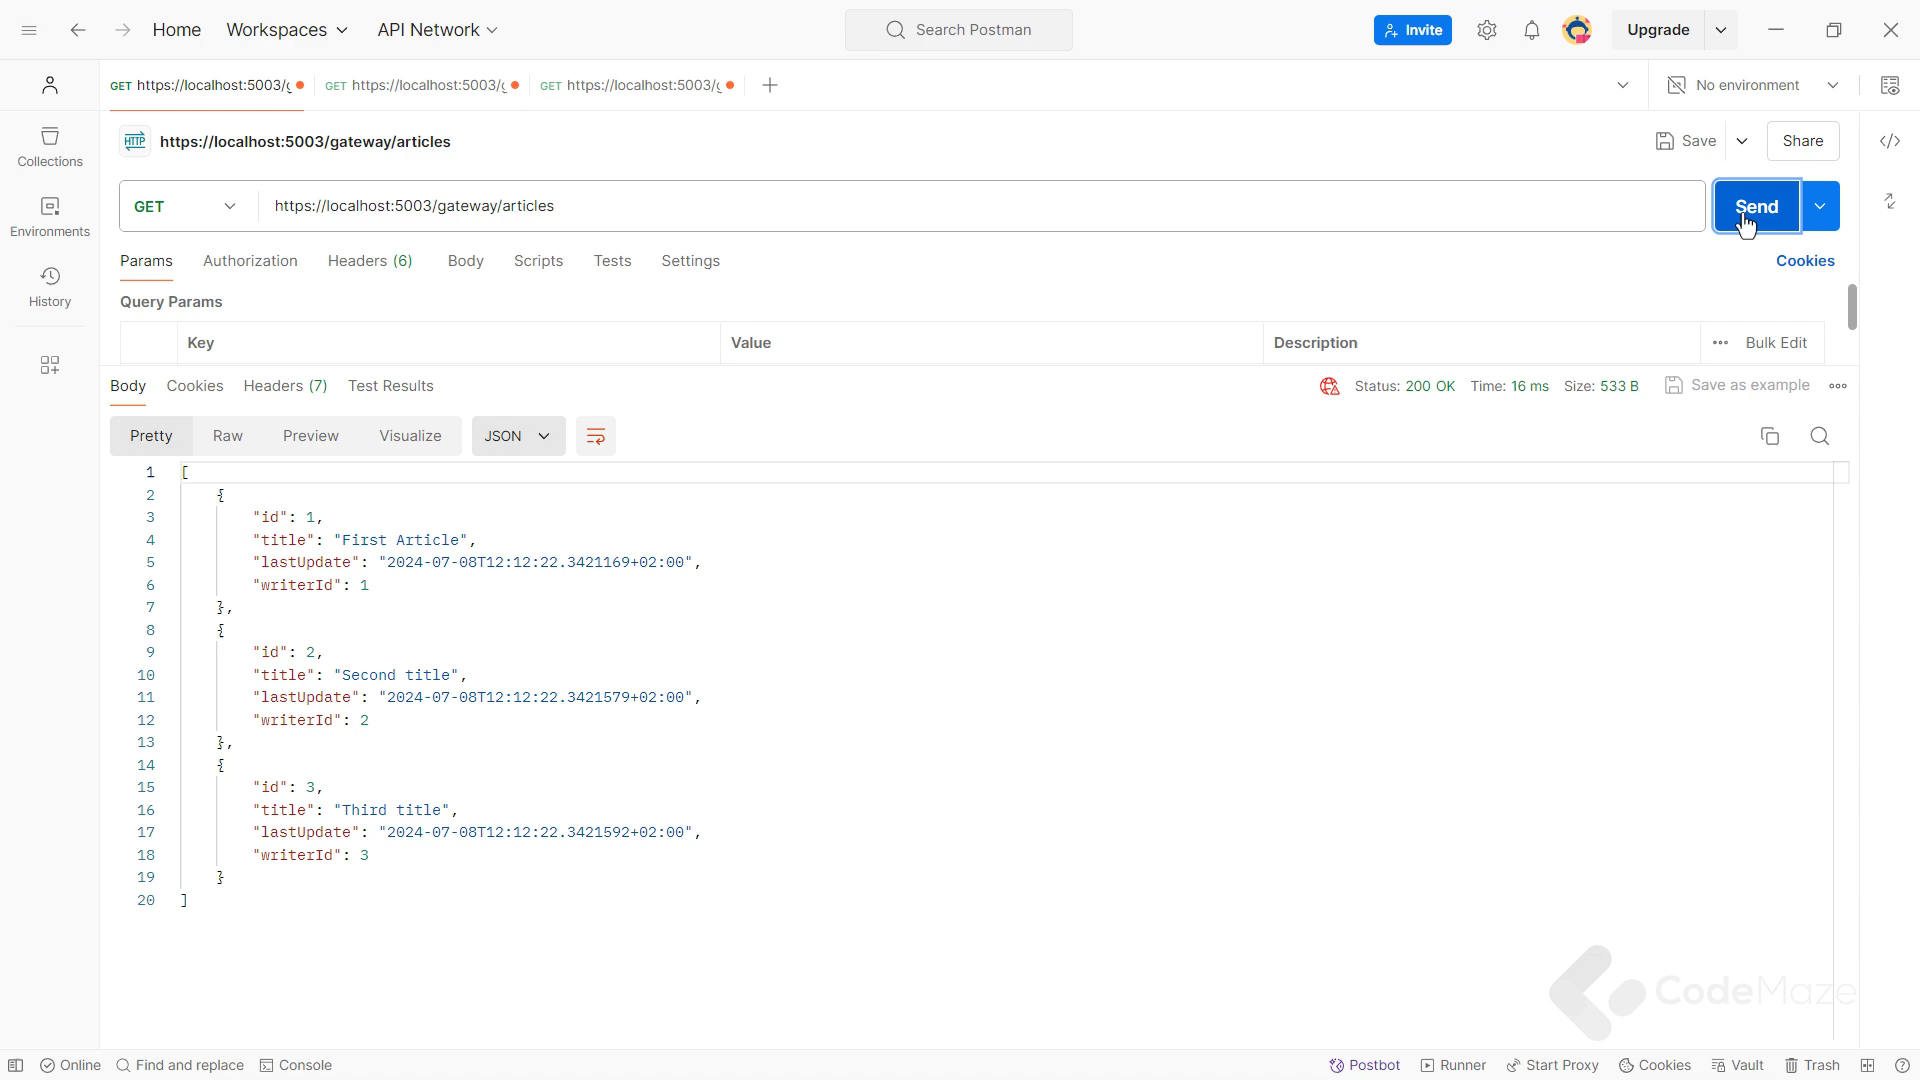 Home Workspaces API Network Search Postman Invite Upgrade
GET https://localhost:5003/ GET https://localhost:5003/ GET https://localhost:5003/ No environment
HTTP https://localhost:5003/gateway/articles Save Share
Collections
GET https://localhost:5003/gateway/articles Send
Environments
Params Authorization Headers (6) Body Scripts Tests Settings Cookies
History
Query Params
Key Value Description Bulk Edit
Body Cookies Headers (7) Test Results Status: 200 OK Time: 16 ms Size: 533 B Save as example
Pretty Raw Preview Visualize JSON
1 [
2 {
3 "id": 1,
4 "title": "First Article",
5 "lastUpdate": "2024-07-08T12:12:22.3421169+02:00",
6 "writerId": 1
7 },
8 {
9 "id": 2,
10 "title": "Second title",
11 "lastUpdate": "2024-07-08T12:12:22.3421579+02:00",
12 "writerId": 2
13 },
14 {
15 "id": 3,
16 "title": "Third title",
17 "lastUpdate": "2024-07-08T12:12:22.3421592+02:00",
18 "writerId": 3
19 }
20 ]
CodeMaze
Online Find and replace Console Postbot Runner Start Proxy Cookies Vault Trash